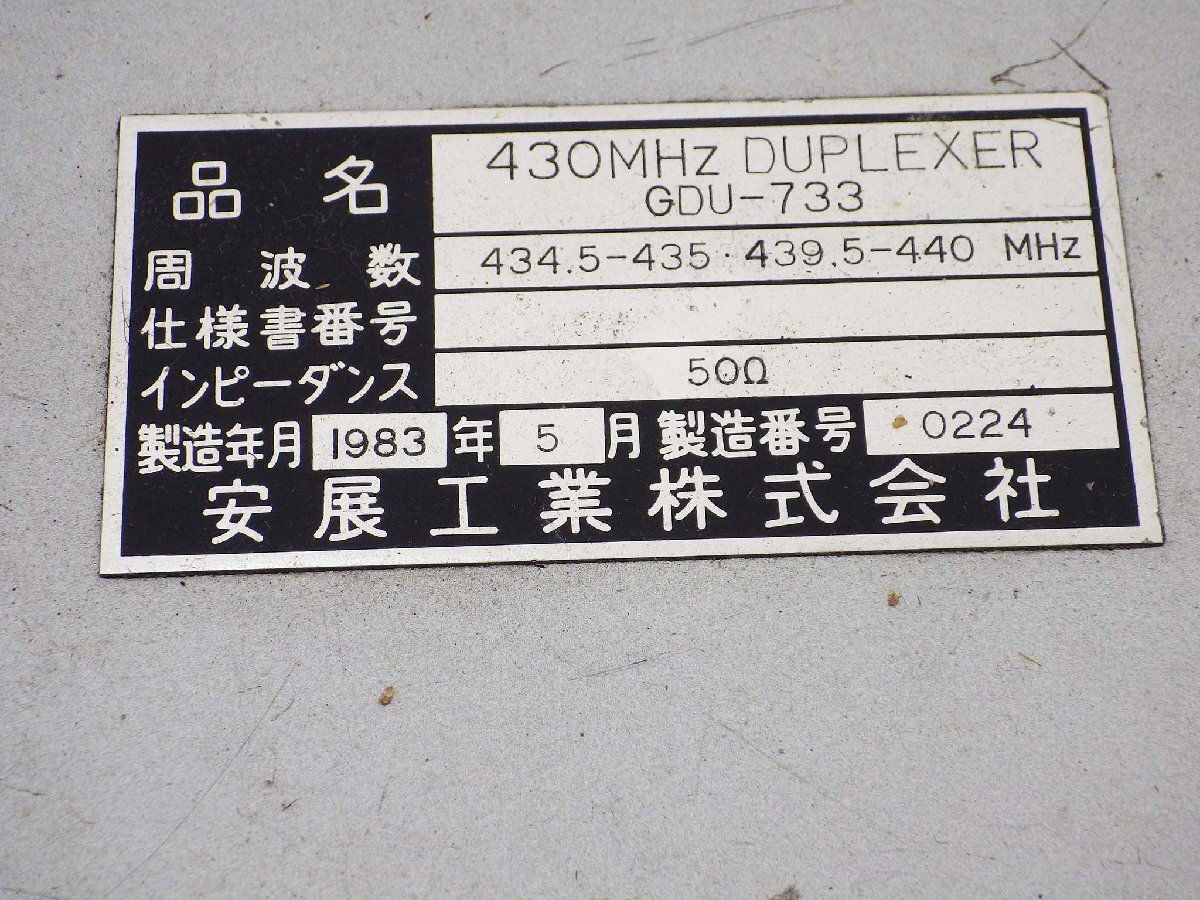 品名 430MHz DUPLEXER
GDU-733
周波数 434.5-435・439.5-440 MHz
仕様書番号
インピーダンス 50Ω
製造年月 1983 年 5 月 製造番号 0224
安展工業株式会社